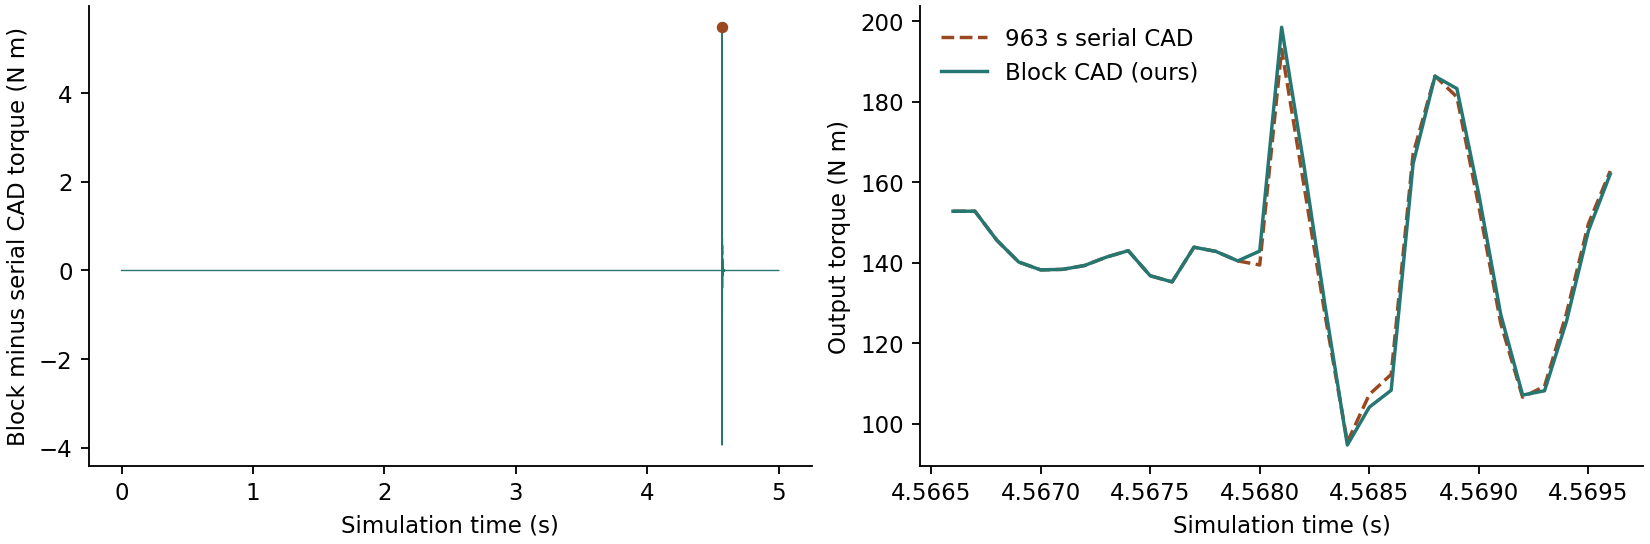 Block minus serial CAD torque (N m)
4
2
0
−2
−4
0 1 2 3 4 5
Simulation time (s)
Output torque (N m)
200
180
160
140
120
100
963 s serial CAD
Block CAD (ours)
4.5665 4.5670 4.5675 4.5680 4.5685 4.5690 4.5695
Simulation time (s)